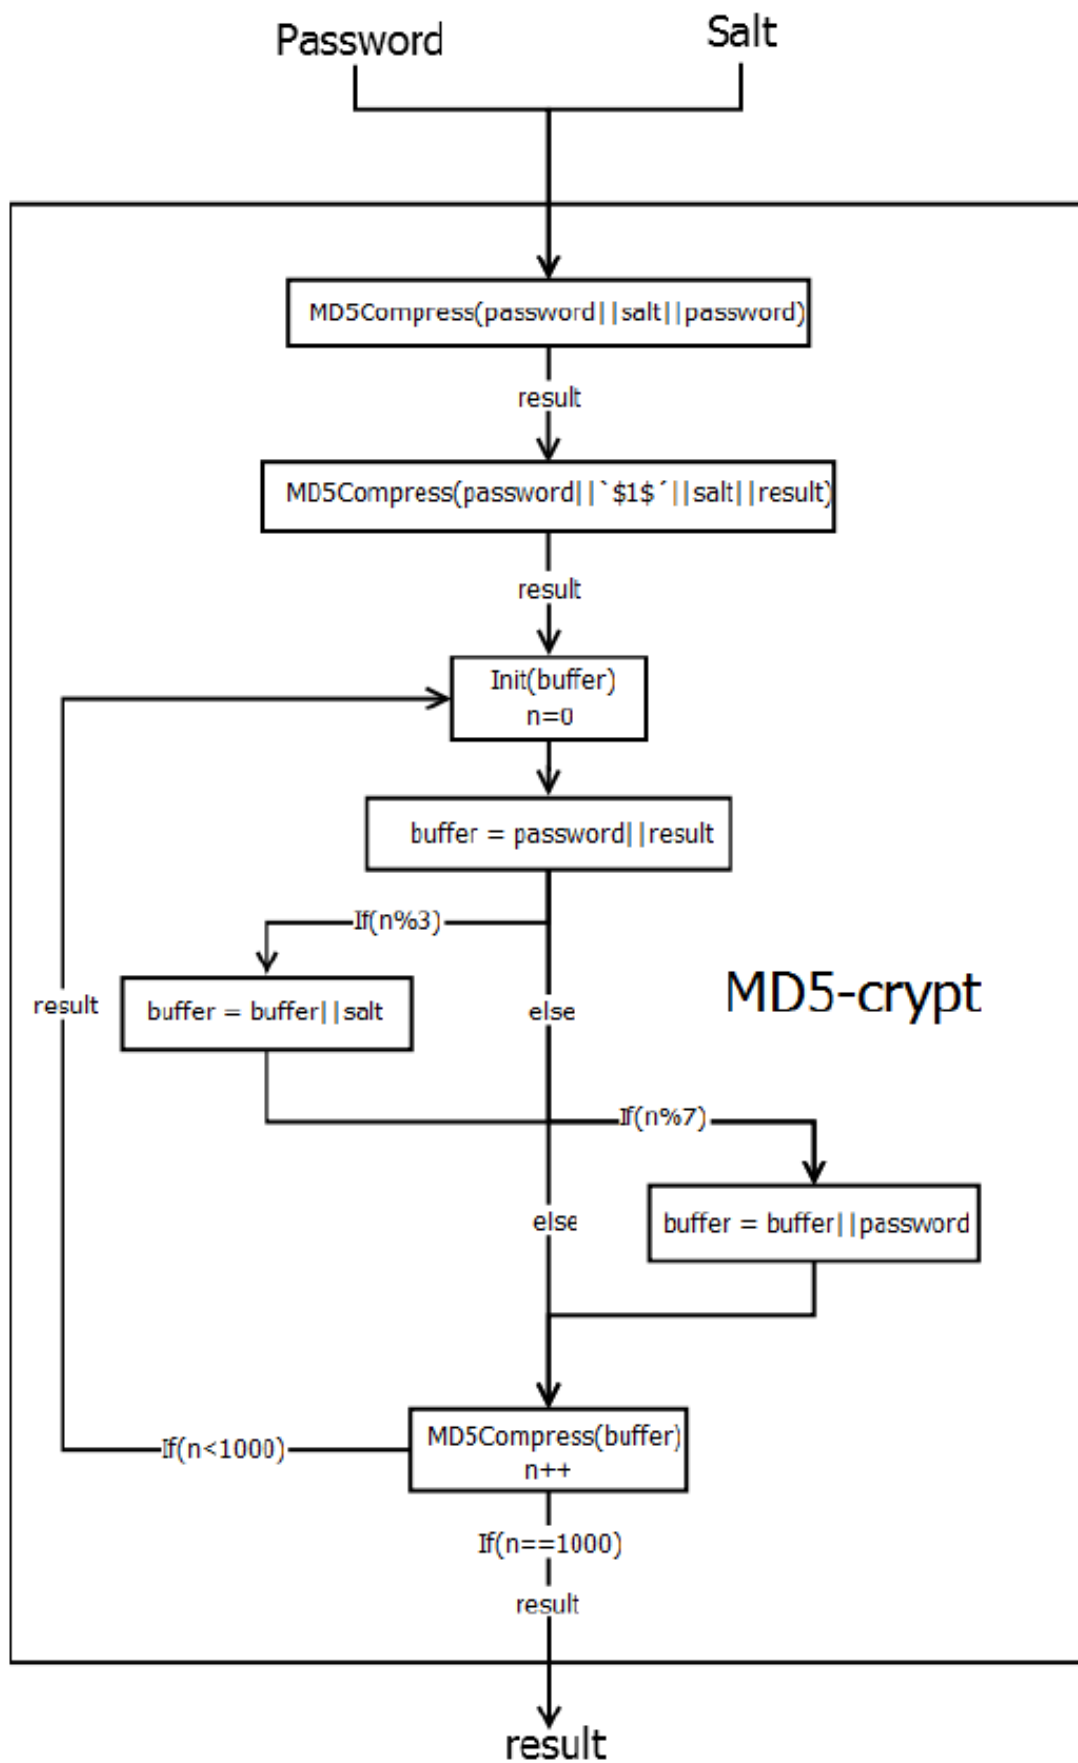 Password
Salt
MD5Compress(password||salt||password)
result
MD5Compress(password||`$1$´||salt||result)
result
Init(buffer)
n=0
buffer = password||result
If(n%3)
result
buffer = buffer||salt
else
MD5-crypt
If(n%7)
else
buffer = buffer||password
MD5Compress(buffer)
n++
If(n<1000)
If(n==1000)
result
result